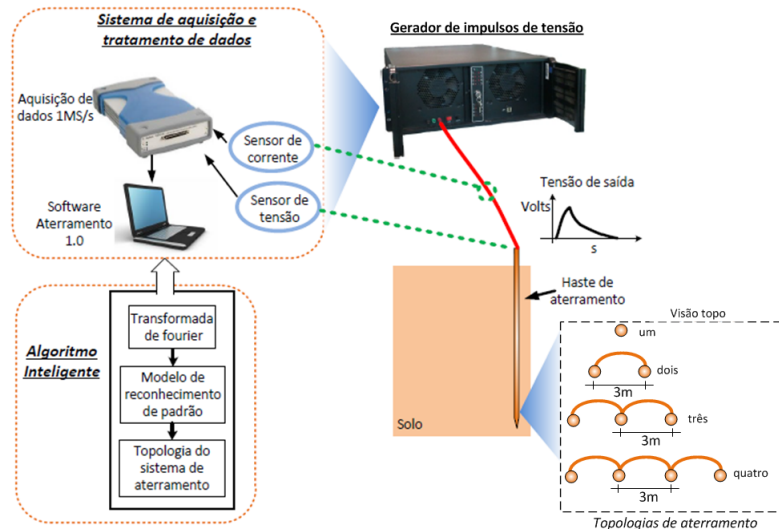 Sistema de aquisição e
tratamento de dados
Aquisição de
dados 1MS/s
Sensor de
corrente
Sensor de
tensão
Software
Aterramento
1.0
Gerador de impulsos de tensão
Tensão de saída
Volts
s
Haste de
aterramento
Solo
Algoritmo
Inteligente
Transformada
de fourier
Modelo de
reconhecimento
de padrão
Topologia do
sistema de
aterramento
Visão topo
um
dois
3m
três
3m
quatro
3m
Topologias de aterramento